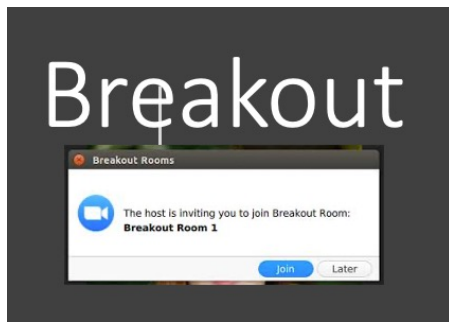 Breakout
Breakout Rooms
The host is inviting you to join Breakout Room:
Breakout Room 1
Join Later